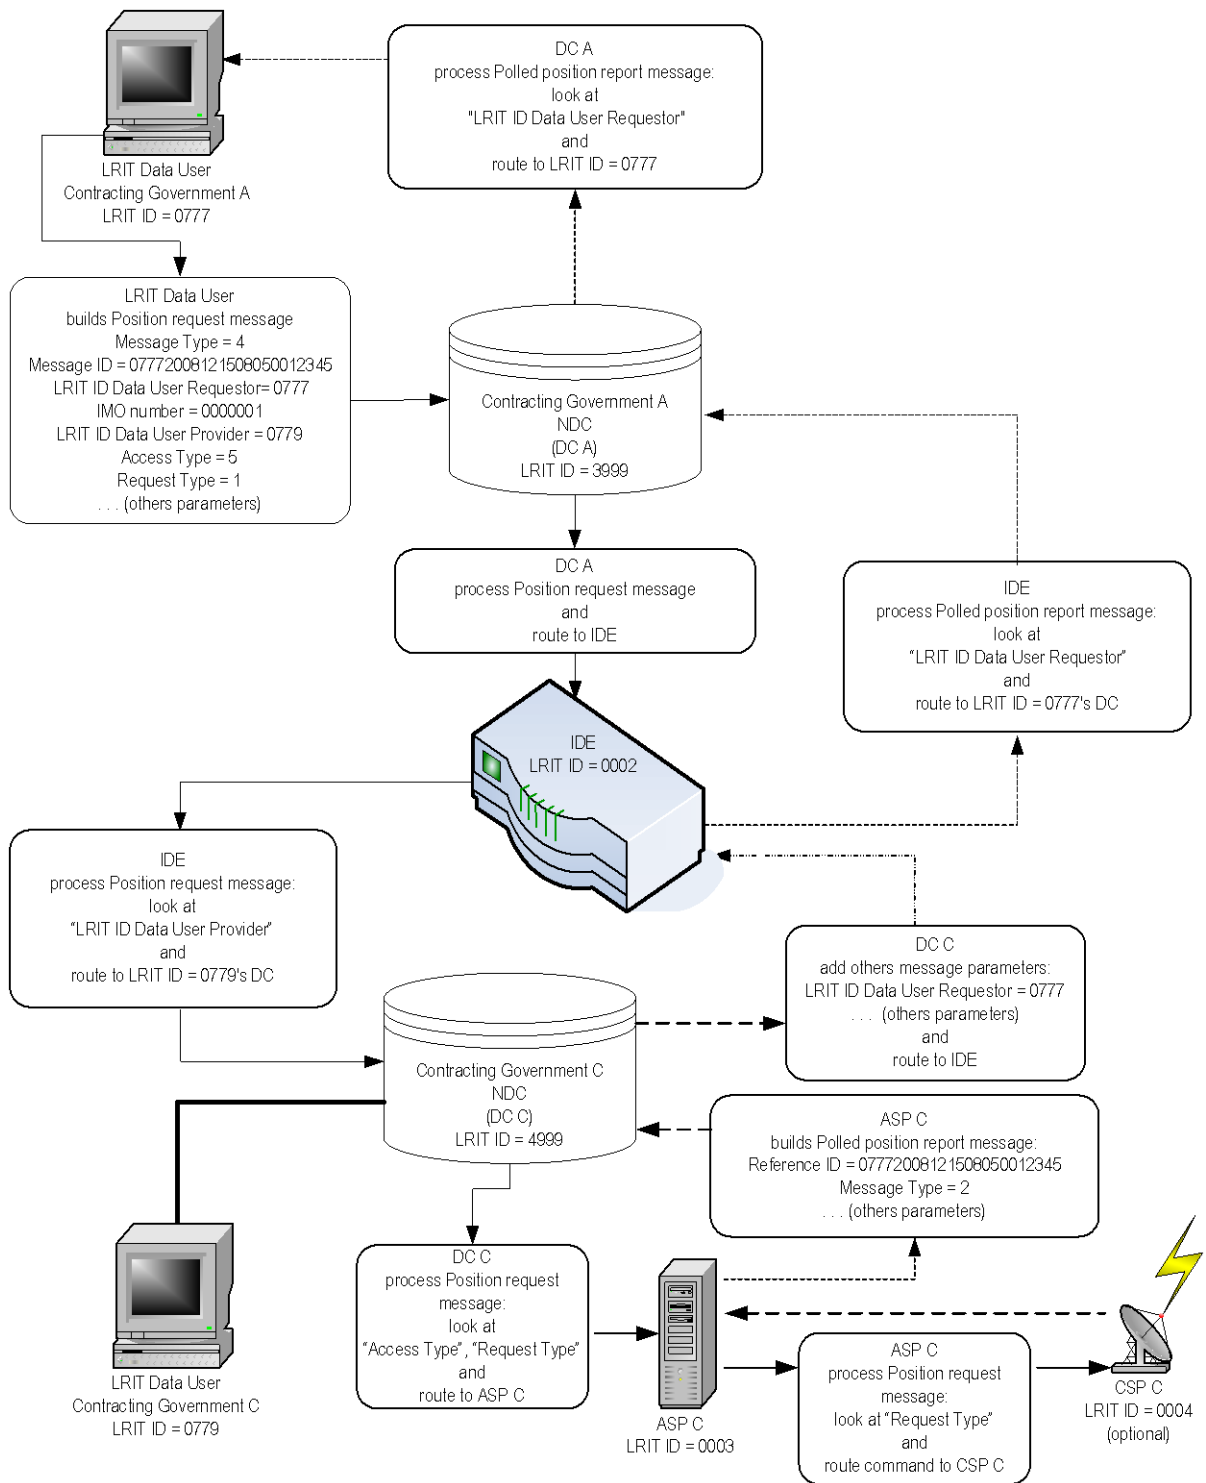 DC A
process Polled position report message:
look at
"LRIT ID Data User Requestor"
and
route to LRIT ID = 0777
LRIT Data User
Contracting Government A
LRIT ID = 0777
LRIT Data User
builds Position request message
Message Type = 4
Message ID = 07772008121508050012345
LRIT ID Data User Requestor= 0777
IMO number = 0000001
LRIT ID Data User Provider = 0779
Access Type = 5
Request Type = 1
. . . (others parameters)
Contracting Government A
NDC
(DC A)
LRIT ID = 3999
DC A
process Position request message
and
route to IDE
IDE
process Polled position report message:
look at
“LRIT ID Data User Requestor”
and
route to LRIT ID = 0777's DC
IDE
LRIT ID = 0002
IDE
process Position request message:
look at
“LRIT ID Data User Provider”
and
route to LRIT ID = 0779's DC
DC C
add others message parameters:
LRIT ID Data User Requestor = 0777
. . . (others parameters)
and
route to IDE
Contracting Government C
NDC
(DC C)
LRIT ID = 4999
ASP C
builds Polled position report message:
Reference ID = 07772008121508050012345
Message Type = 2
. . . (others parameters)
DC C
process Position request
message:
look at
“Access Type”, “Request Type”
and
route to ASP C
LRIT Data User
Contracting Government C
LRIT ID = 0779
ASP C
LRIT ID = 0003
ASP C
process Position request
message:
look at “Request Type”
and
route command to CSP C
CSP C
LRIT ID = 0004
(optional)